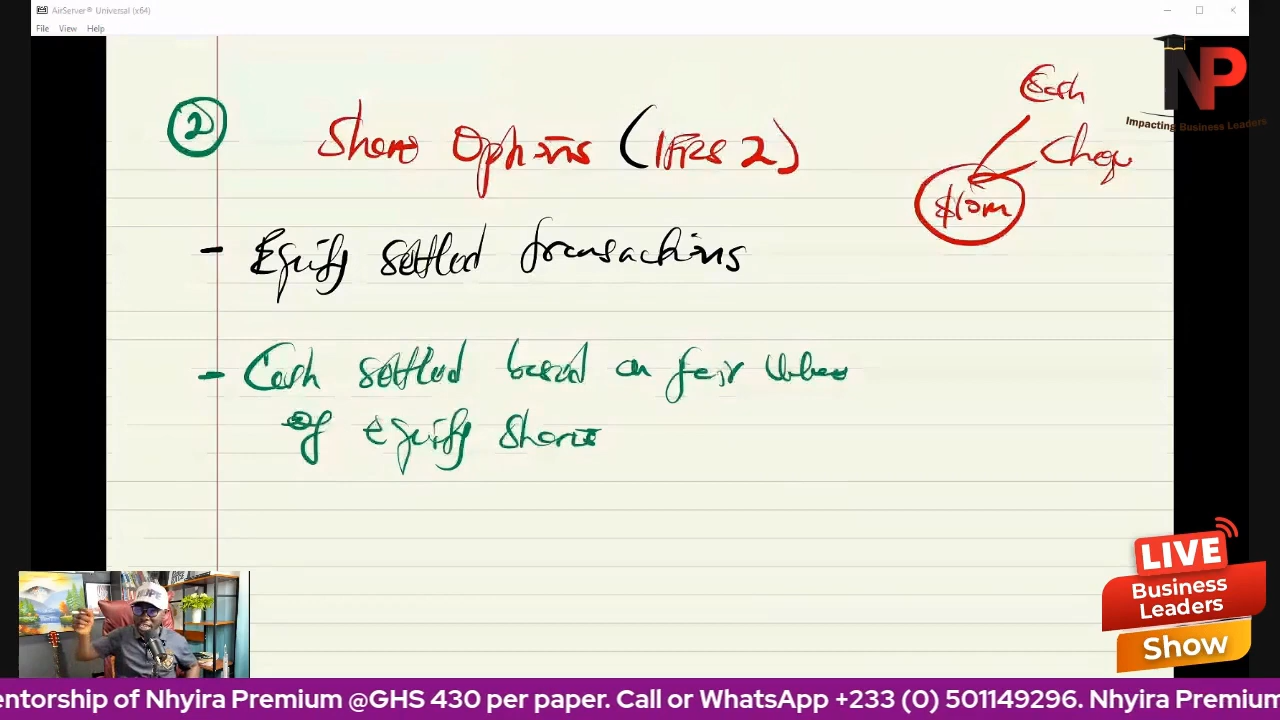 AirServer® Universal (x64)
File View Help
NP
Impacting Business Leaders
Cash
Cheque
$10m
② Share Options (IFRS 2)
- Equity settled transactions
- Cash settled based on fair value
of equity shares
LIVE
Business
Leaders
Show
entorship of Nhyira Premium @GHS 430 per paper. Call or WhatsApp +233 (0) 501149296. Nhyira Premium